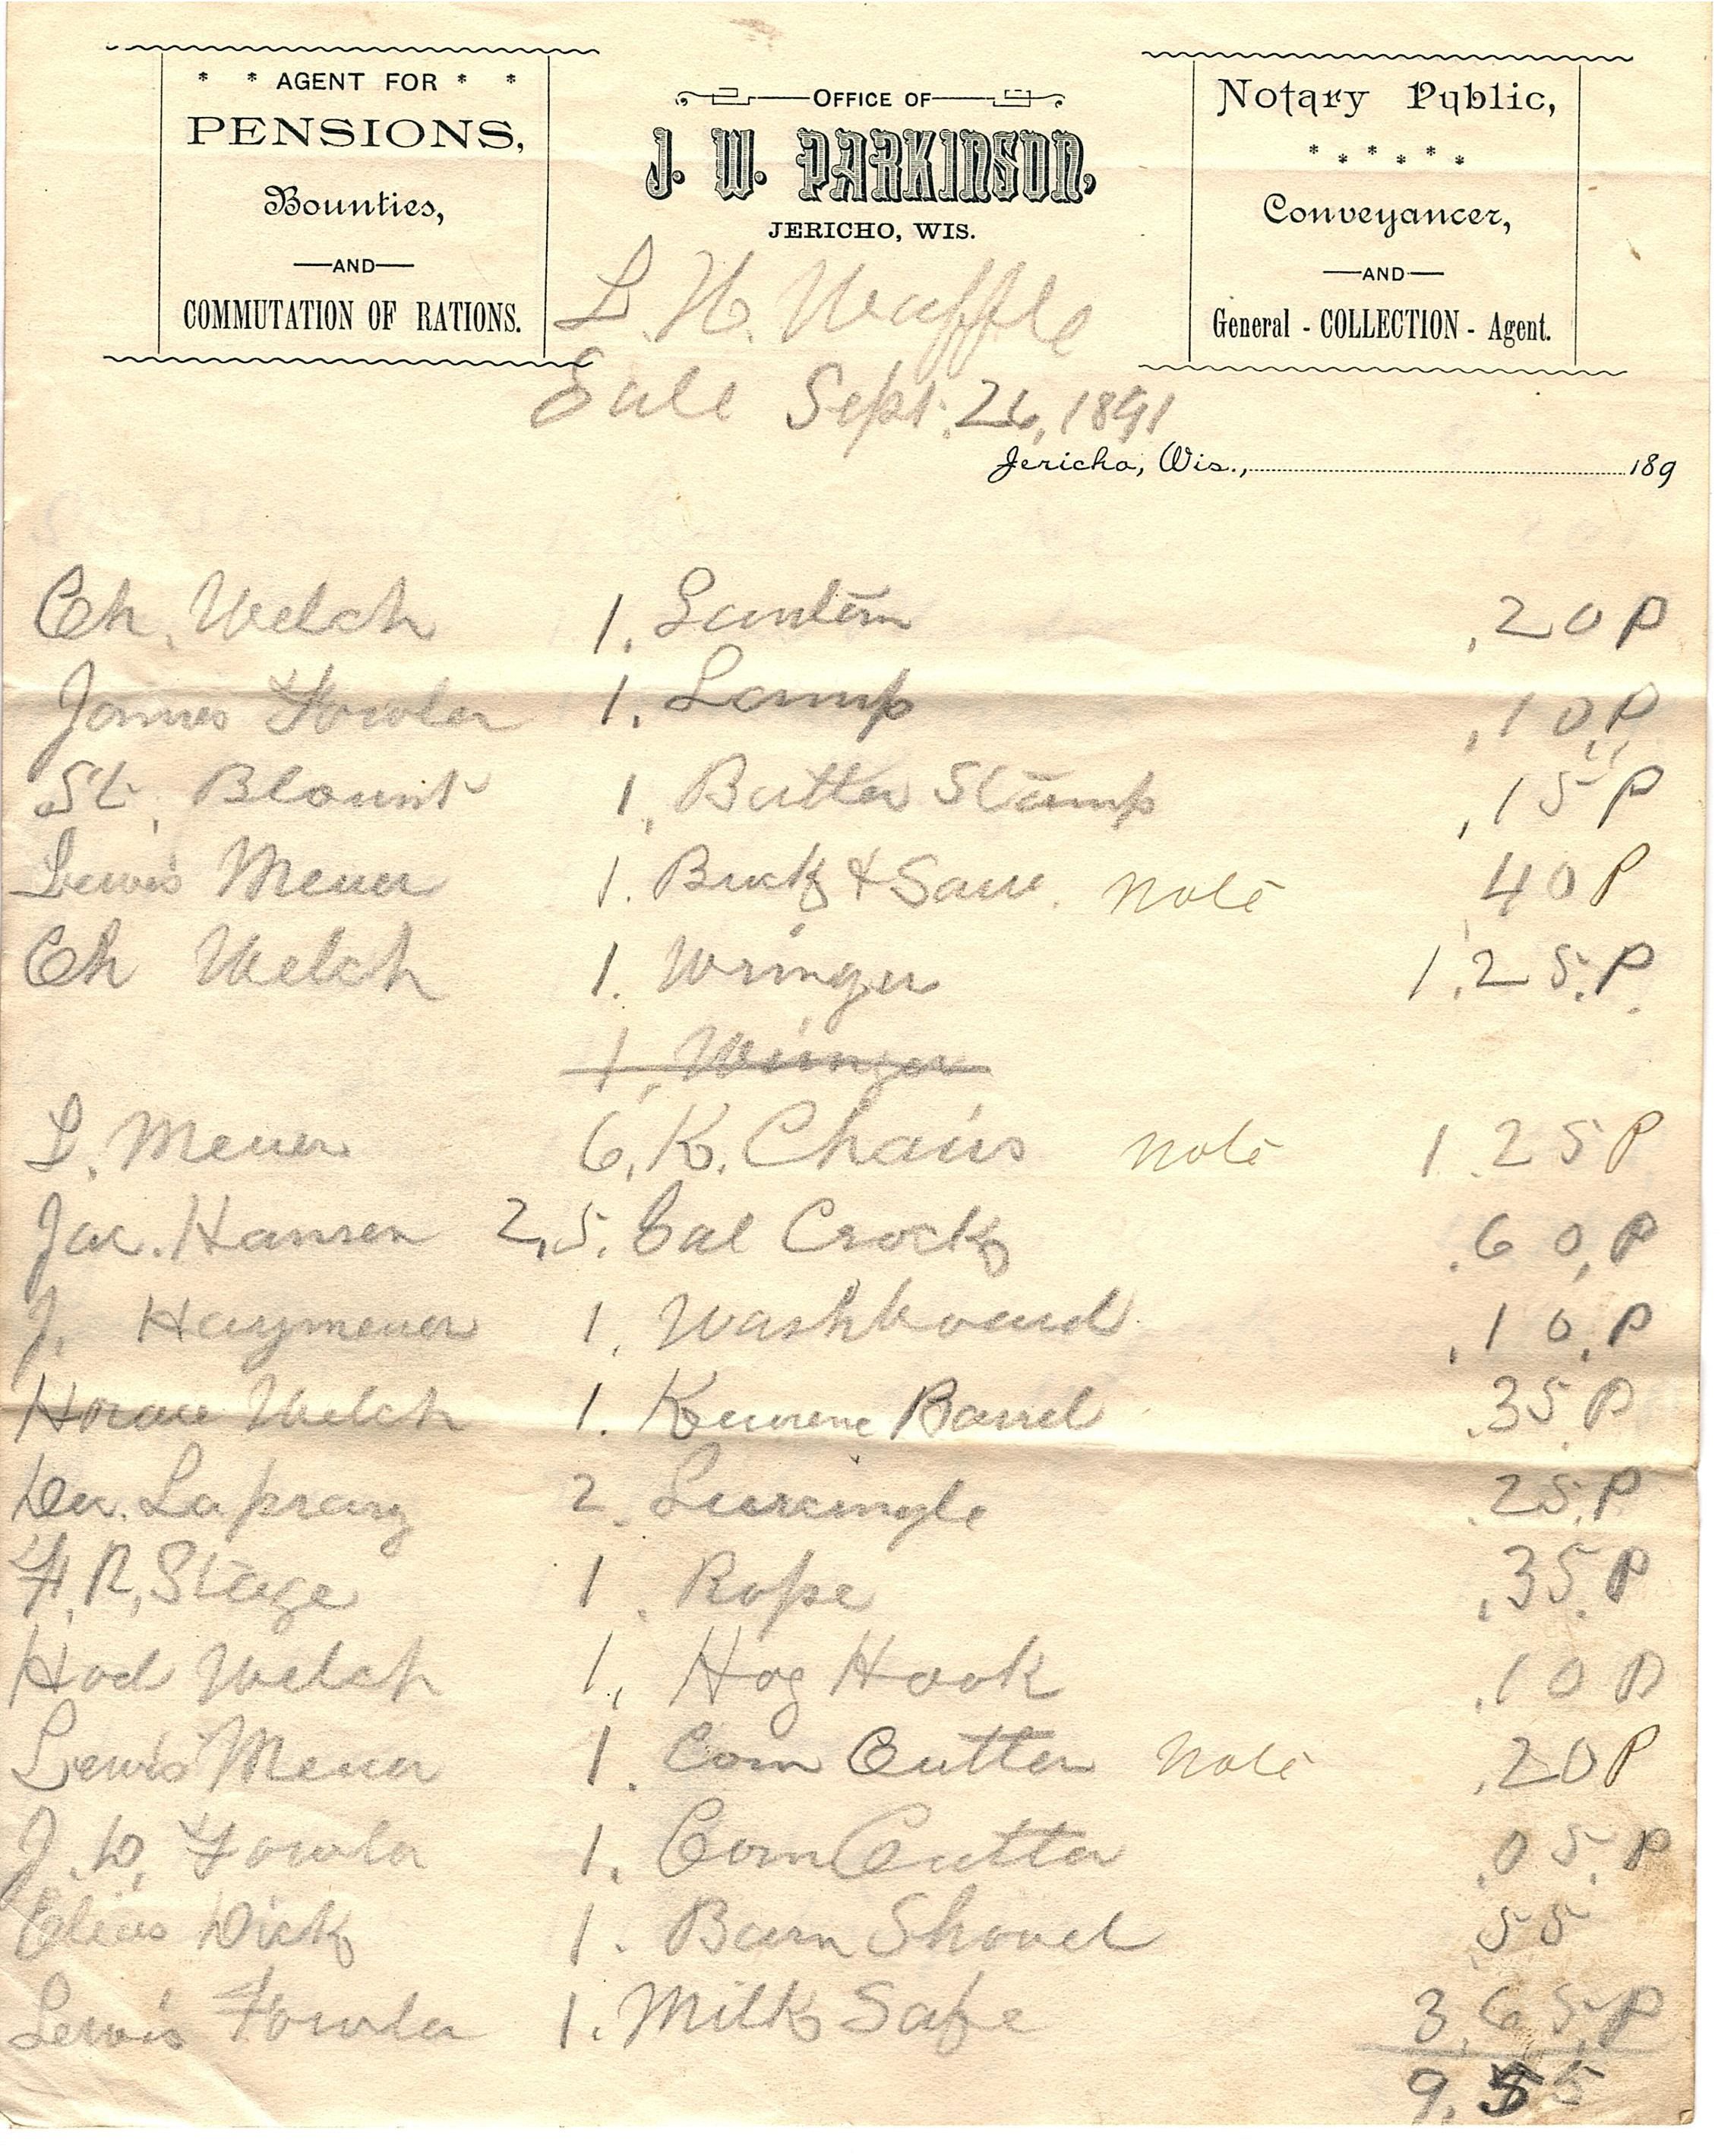 * * AGENT FOR * *
PENSIONS,
Bounties,
—AND—
COMMUTATION OF RATIONS.
OFFICE OF
J. W. PARKINSON,
JERICHO, WIS.
Notary Public,
* * * * * *
Conveyancer,
—AND—
General - COLLECTION - Agent.
L. H. Waffle
Sale Sept. 26, 1891
Jericho, Wis., 189
Ch. Welch 1. Lantern .20 P
James Fowler 1. Lamp .10 P
St. Blount 1. Butter Stamp .15 P
Lewis Meuer 1. Buck & Saw. Note .40 P
Ch Welch 1. Wringer 1.25. P
1. Wringer
L. Meuer 6. K. Chairs Note 1.25 P
Jac. Hansen 2, 5. Gal Crocks .60. P
J. Haymeuer 1. Washboard .10. P
Horace Welch 1. Kerosene Barrel .35. P
Laprary 2. Surcingle .25. P
F. R. Stage 1. Rope .35. P
Hod Welch 1. Hog Hook .10 P
Lewis Meuer 1. Corn Cutter Note .20 P
J. W. Fowler 1. Corn Cutter .05. P
Elias Dick 1. Barn Shovel .55
Lewis Fowler 1. Milk Safe 3.65. P
9.55